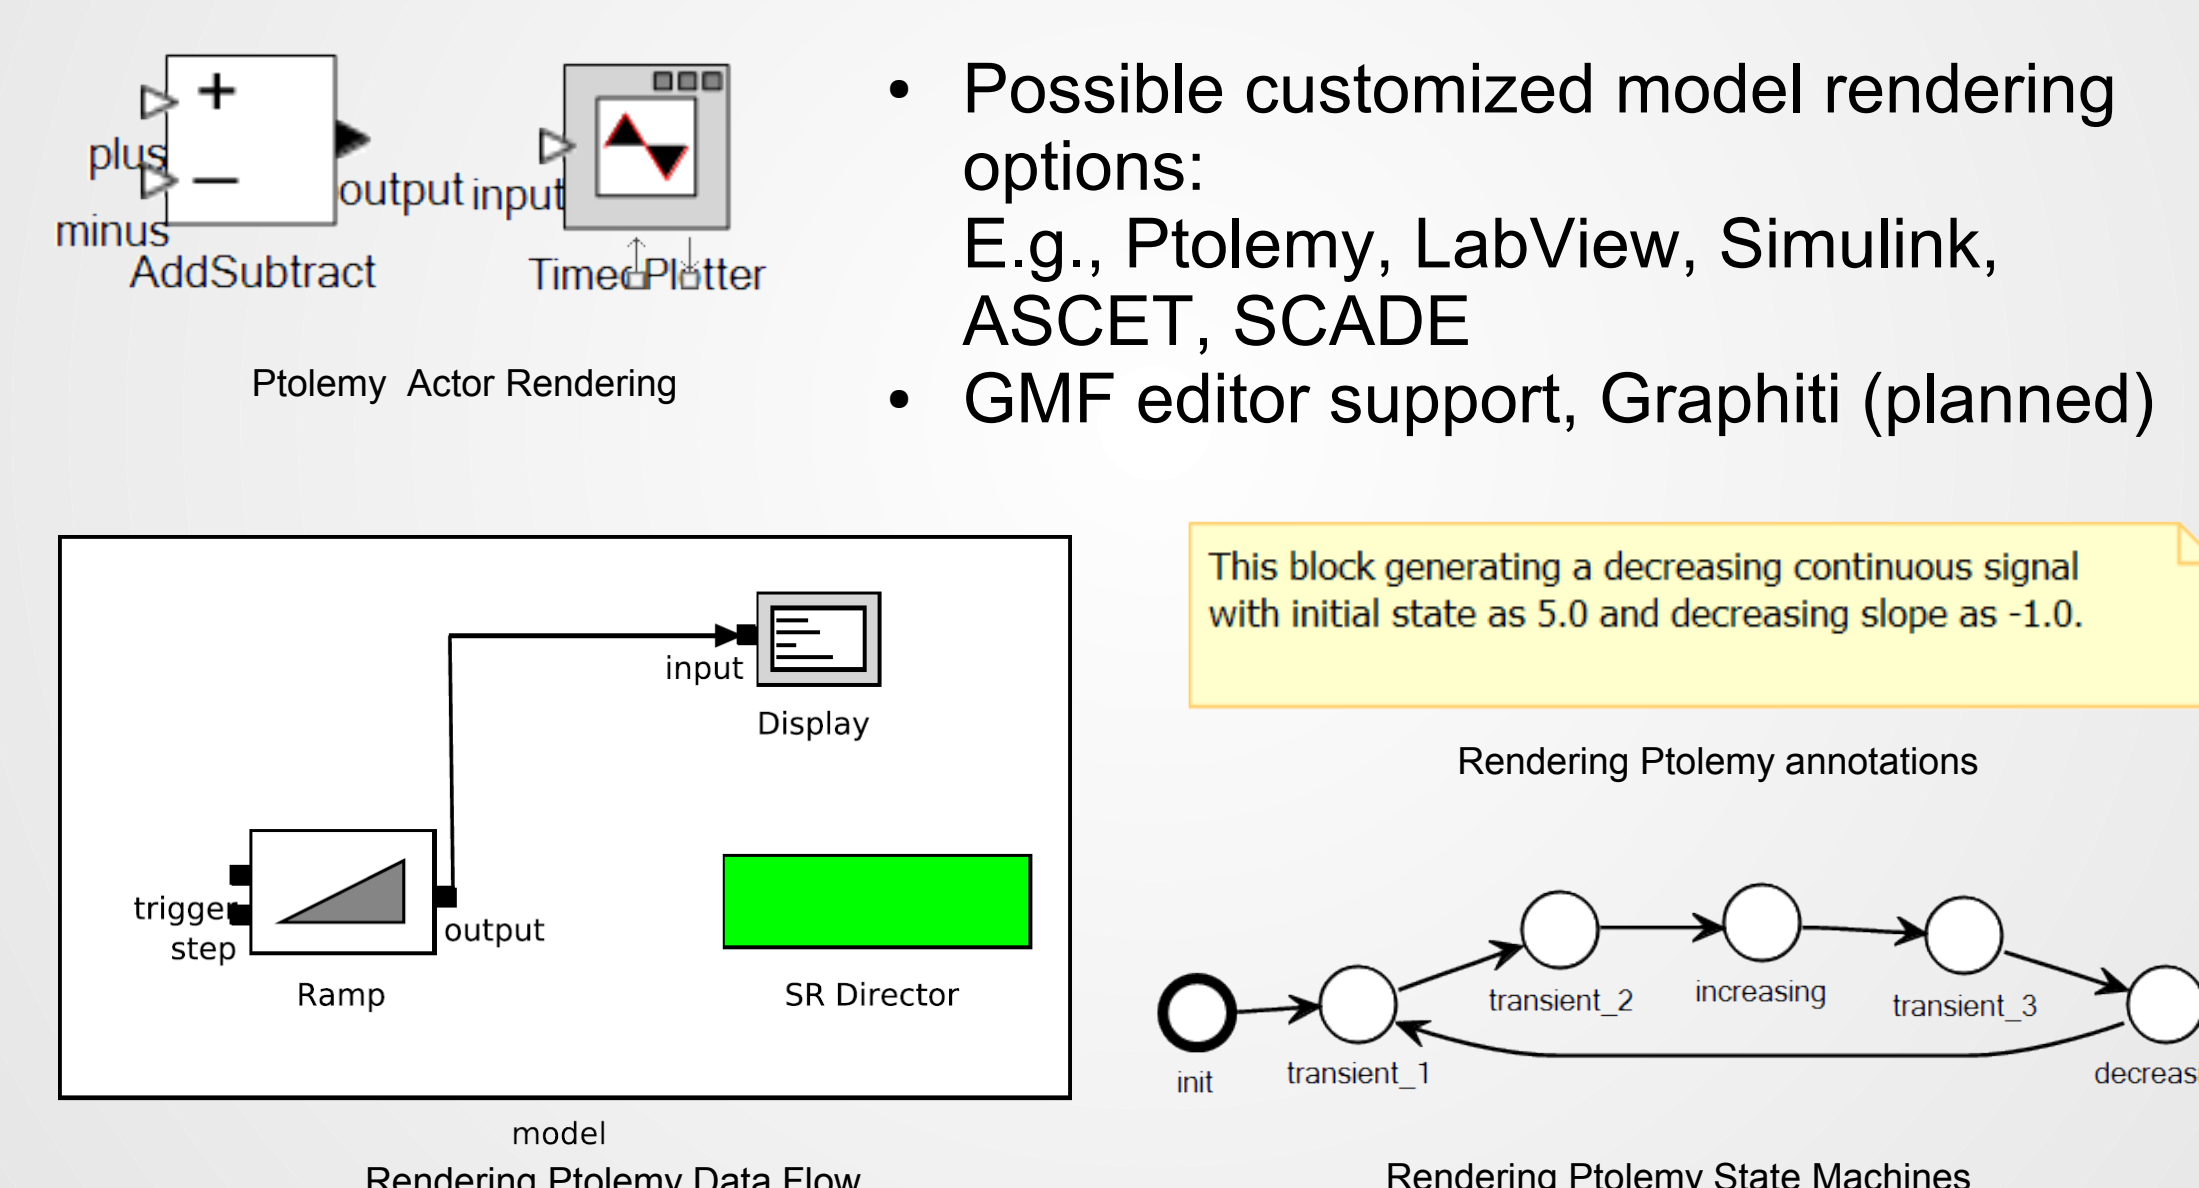 plus
minus
output
AddSubtract
input
TimedPlotter
Ptolemy Actor Rendering
• Possible customized model rendering
options:
E.g., Ptolemy, LabView, Simulink,
ASCET, SCADE
• GMF editor support, Graphiti (planned)
input
Display
trigger
step
output
Ramp
SR Director
model
Rendering Ptolemy Data Flow
This block generating a decreasing continuous signal
with initial state as 5.0 and decreasing slope as -1.0.
Rendering Ptolemy annotations
init
transient_1
transient_2
increasing
transient_3
Rendering Ptolemy State Machines